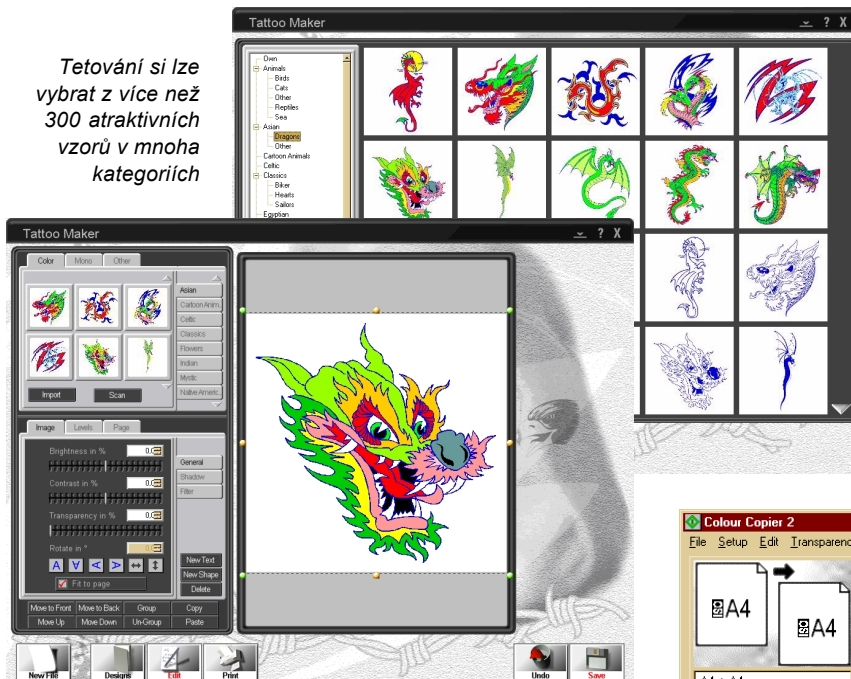 Tetování si lze
vybrat z více než
300 atraktivních
vzorů v mnoha
kategoriích
Tattoo Maker
? X
Own
Animals
Birds
Cats
Other
Reptiles
Sea
Asian
Dragons
Other
Cartoon Animals
Celtic
Classics
Biker
Hearts
Sailors
Egyptian
Tattoo Maker
? X
Color Mono Other
Asian
Cartoon Anim.
Celtic
Classics
Flowers
Indian
Mystic
Native Americ.
Import Scan
Image Levels Page
Brightness in %
Contrast in %
Transparency in %
Rotate in °
A A A A
Fit to page
General
Shadow
Filter
New Text
New Shape
Delete
Move to Front Move to Back Group Copy
Move Up Move Down Un-Group Paste
New File Designs Edit Print Undo Save
Colour Copier 2
File Setup Edit Transparenc
ISO A4
ISO A4